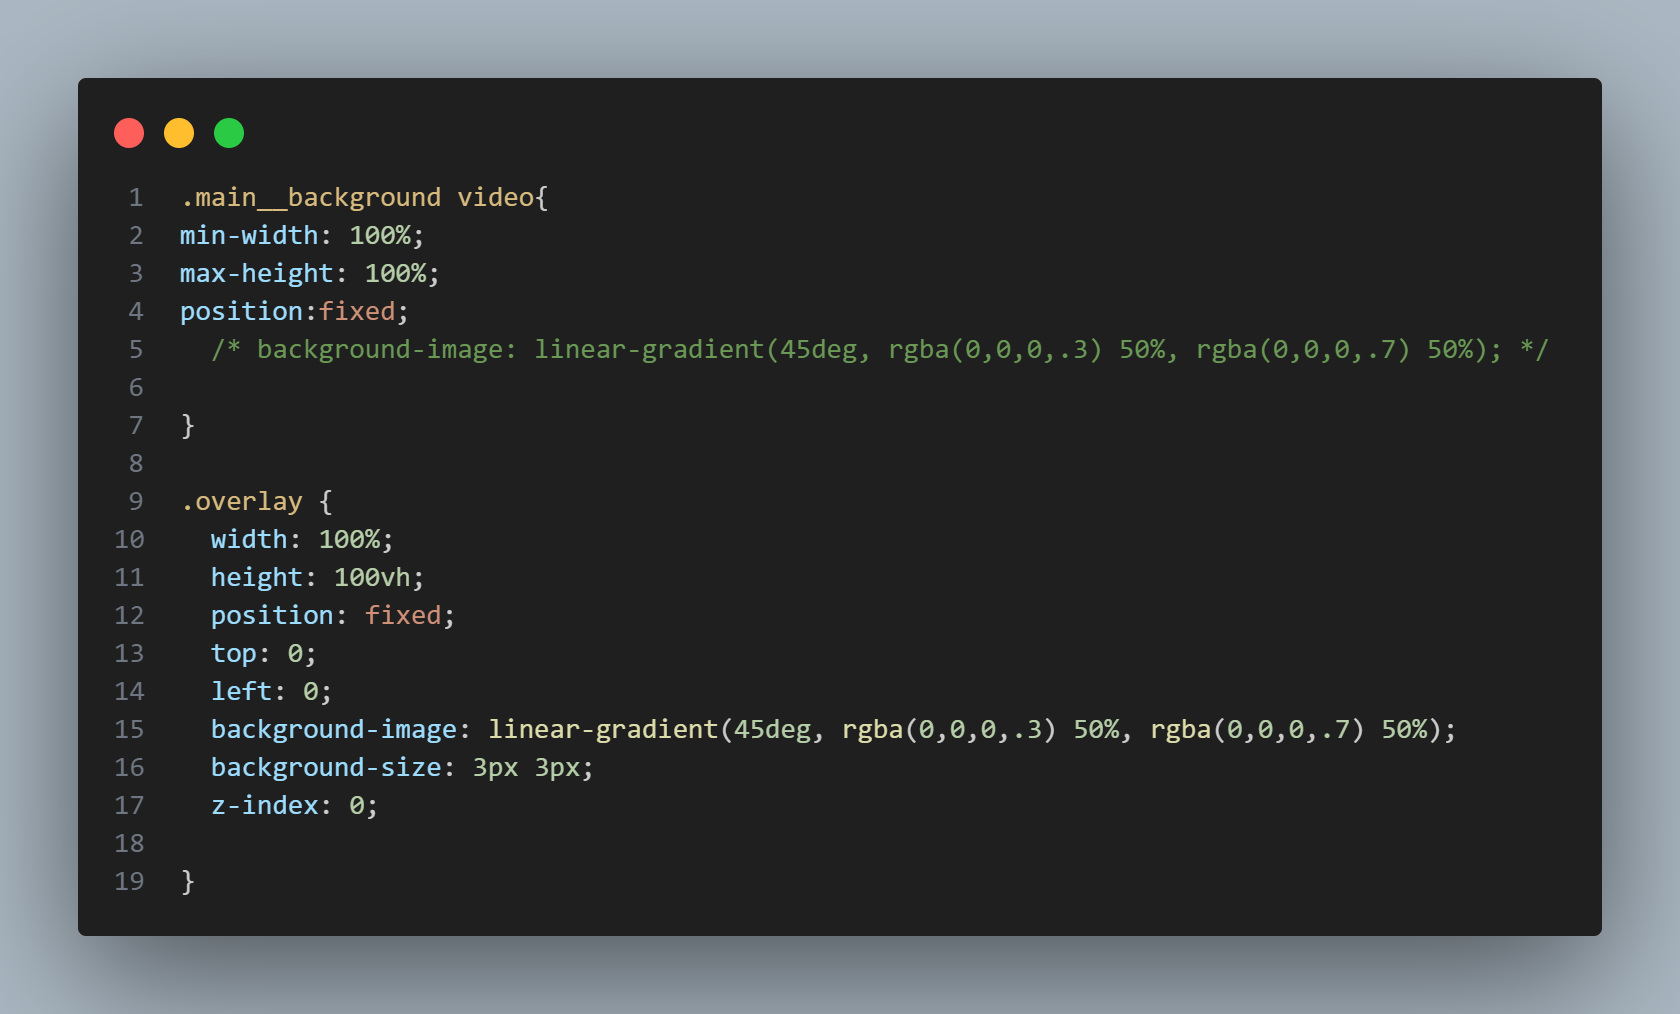 1 .main__background video{
2 min-width: 100%;
3 max-height: 100%;
4 position:fixed;
5   /* background-image: linear-gradient(45deg, rgba(0,0,0,.3) 50%, rgba(0,0,0,.7) 50%); */
6
7 }
8
9 .overlay {
10   width: 100%;
11   height: 100vh;
12   position: fixed;
13   top: 0;
14   left: 0;
15   background-image: linear-gradient(45deg, rgba(0,0,0,.3) 50%, rgba(0,0,0,.7) 50%);
16   background-size: 3px 3px;
17   z-index: 0;
18
19 }